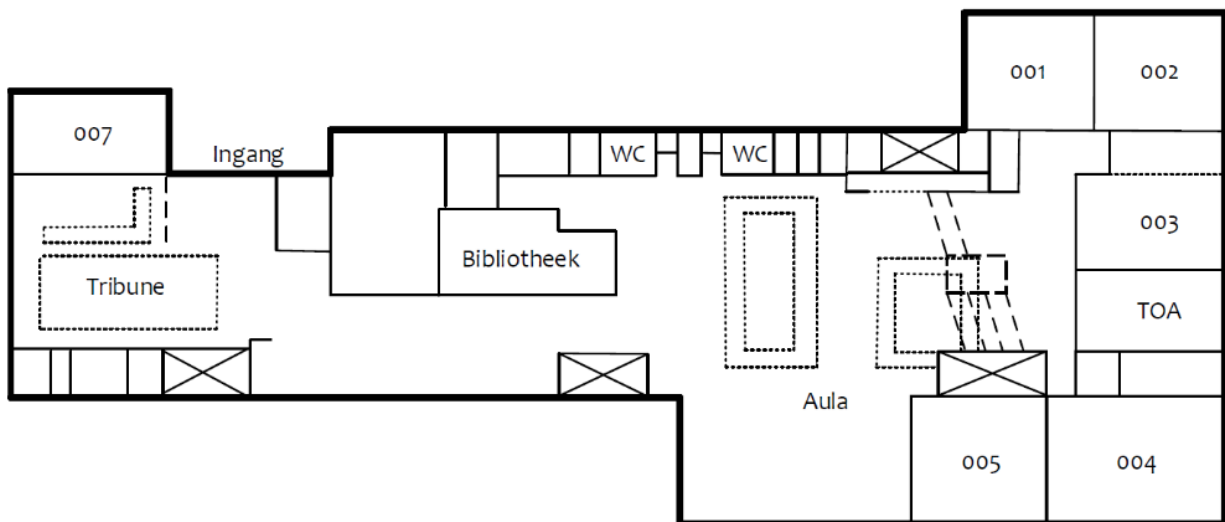 001
002
007
Ingang
WC
WC
003
Bibliotheek
Tribune
TOA
Aula
005
004